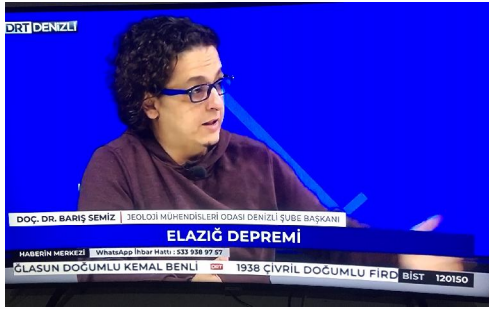 DRT DENİZLİ
DOÇ. DR. BARIŞ SEMİZ | JEOLOJİ MÜHENDİSLERİ ODASI DENİZLİ ŞUBE BAŞKANI
ELAZIĞ DEPREMİ
HABERİN MERKEZİ WhatsApp İhbar Hattı : 533 938 97 57
ĞLASUN DOĞUMLU KEMAL BENLİ DRT 1938 ÇİVRİL DOĞUMLU FİRD BİST 120150